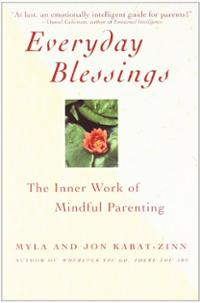 "At last, an emotionally intelligent guide for parents!"
—Daniel Goleman, author of Emotional Intelligence
Everyday
Blessings
The Inner Work of
Mindful Parenting
MYLA AND JON KABAT-ZINN
AUTHOR OF WHEREVER YOU GO, THERE YOU ARE